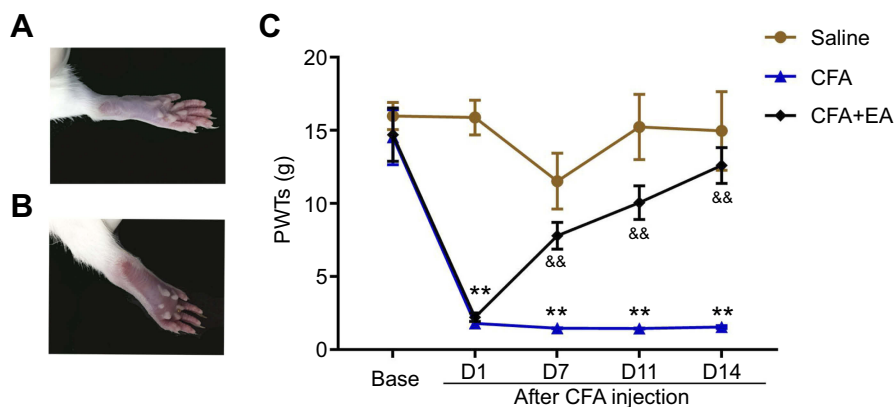 A
B
C
Saline
CFA
CFA+EA
PWTs (g)
20
15
10
5
0
**
**
**
**
&&
&&
&&
Base
D1
D7
D11
D14
After CFA injection